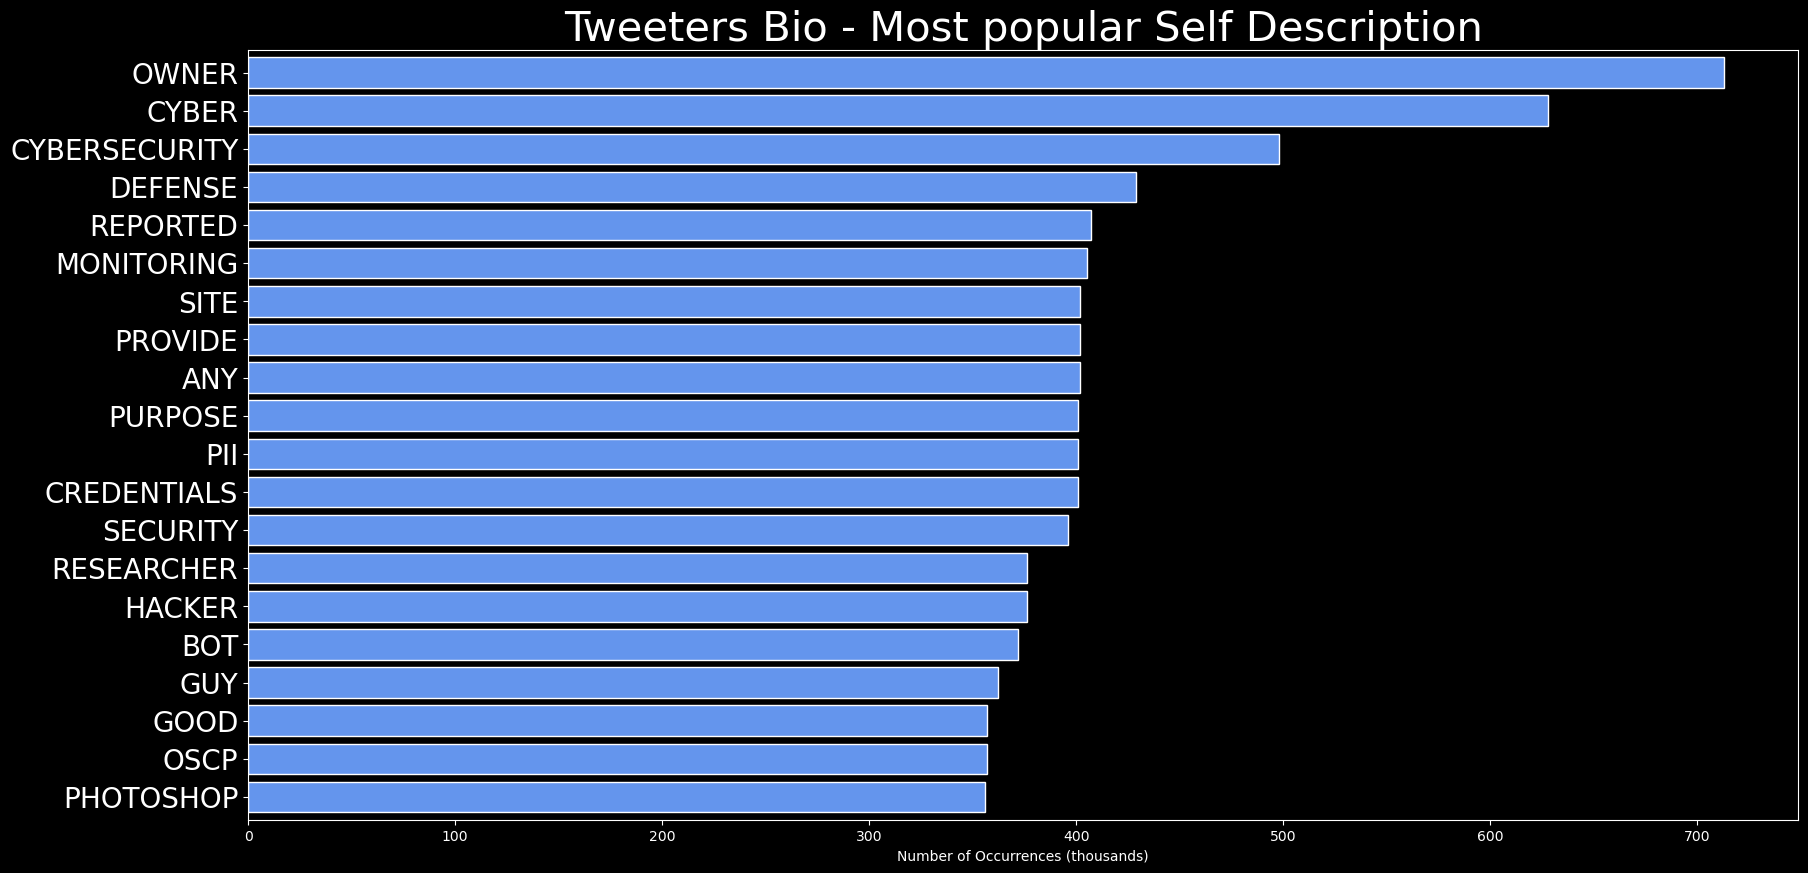 Tweeters Bio - Most popular Self Description
OWNER
CYBER
CYBERSECURITY
DEFENSE
REPORTED
MONITORING
SITE
PROVIDE
ANY
PURPOSE
PII
CREDENTIALS
SECURITY
RESEARCHER
HACKER
BOT
GUY
GOOD
OSCP
PHOTOSHOP
0 100 200 300 400 500 600 700
Number of Occurrences (thousands)